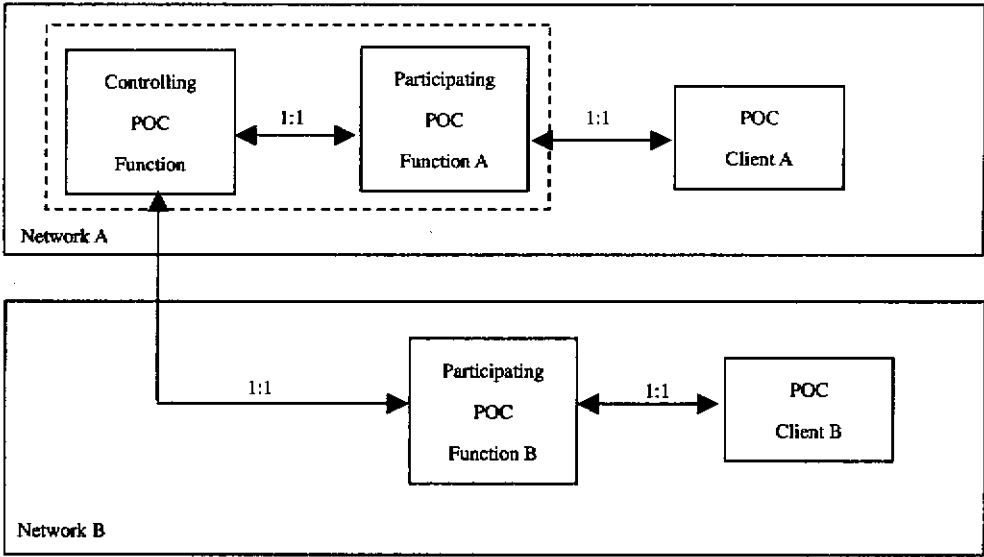 Controlling
POC
Function
1:1
Participating
POC
Function A
1:1
POC
Client A
Network A
1:1
Participating
POC
Function B
1:1
POC
Client B
Network B